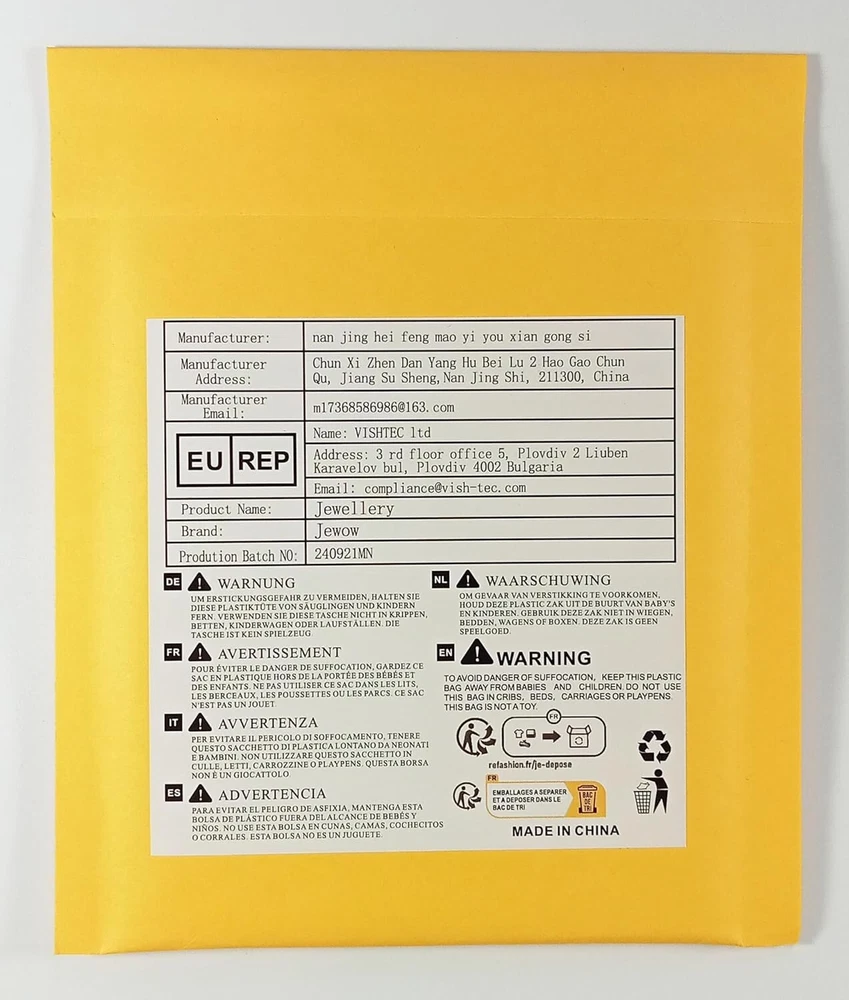 Manufacturer: nan jing hei feng mao yi you xian gong si
Manufacturer Address: Chun Xi Zhen Dan Yang Hu Bei Lu 2 Hao Gao Chun
Qu, Jiang Su Sheng, Nan Jing Shi, 211300, China
Manufacturer Email: m17368586986@163.com
EU REP
Name: VISHTEC ltd
Address: 3 rd floor office 5, Plovdiv 2 Liuben
Karavelov bul, Plovdiv 4002 Bulgaria
Email: compliance@vish-tec.com
Product Name: Jewellery
Brand: Jewow
Prodution Batch NO: 240921MN
DE WARNUNG
UM ERSTICKUNGSGEFAHR ZU VERMEIDEN, HALTEN SIE
DIESE PLASTIKTÜTE VON SÄUGLINGEN UND KINDERN
FERN. VERWENDEN SIE DIESE TASCHE NICHT IN KRIPPEN,
BETTEN, KINDERWAGEN ODER LAUFSTÄLLEN. DIE
TASCHE IST KEIN SPIELZEUG.
FR AVERTISSEMENT
POUR ÉVITER LE DANGER DE SUFFOCATION, GARDEZ CE
SAC EN PLASTIQUE HORS DE LA PORTÉE DES BÉBÉS ET
DES ENFANTS. NE PAS UTILISER CE SAC DANS LES LITS,
LES BERCEAUX, LES POUSSETTES OU LES PARCS. CE SAC
N'EST PAS UN JOUET.
IT AVVERTENZA
PER EVITARE IL PERICOLO DI SOFFOCAMENTO, TENERE
QUESTO SACCHETTO DI PLASTICA LONTANO DA NEONATI
E BAMBINI. NON UTILIZZARE QUESTO SACCHETTO IN
CULLE, LETTI, CARROZZINE O PLAYPENS. QUESTA BORSA
NON È UN GIOCATTOLO.
ES ADVERTENCIA
PARA EVITAR EL PELIGRO DE ASFIXIA, MANTENGA ESTA
BOLSA DE PLÁSTICO FUERA DEL ALCANCE DE BEBÉS Y
NIÑOS. NO USE ESTA BOLSA EN CUNAS, CAMAS, COCHECITOS
O CORRALES. ESTA BOLSA NO ES UN JUGUETE.
NL WAARSCHUWING
OM GEVAAR VAN VERSTIKKING TE VOORKOMEN,
HOUD DEZE PLASTIC ZAK UIT DE BUURT VAN BABY'S
EN KINDEREN. GEBRUIK DEZE ZAK NIET IN WIEGEN,
BEDDEN, WAGENS OF BOXEN. DEZE ZAK IS GEEN
SPEELGOED.
EN WARNING
TO AVOID DANGER OF SUFFOCATION, KEEP THIS PLASTIC
BAG AWAY FROM BABIES AND CHILDREN. DO NOT USE
THIS BAG IN CRIBS, BEDS, CARRIAGES OR PLAYPENS.
THIS BAG IS NOT A TOY.
FR
refashion.fr/je-depose
FR
EMBALLAGES A SEPARER
ET A DEPOSER DANS LE
BAC DE TRI
BAC
DE
TRI
MADE IN CHINA